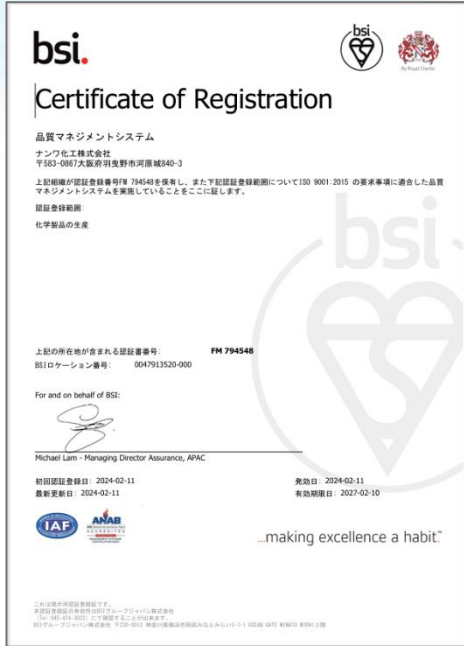 bsi.
bsi
By Royal Charter
Certificate of Registration
品質マネジメントシステム
ナンワ化工株式会社
〒583-0867大阪府羽曳野市河原城840-3
上記組織が認証登録番号FM 794548を保有し、また下記認証登録範囲についてISO 9001:2015 の要求事項に適合した品質
マネジメントシステムを実施していることをここに証します。
認証登録範囲:
化学製品の生産
bsi
上記の所在地が含まれる認証書番号: FM 794548
BSIロケーション番号: 0047913520-000
For and on behalf of BSI:
Michael Lam - Managing Director Assurance, APAC
初回認証登録日: 2024-02-11 発効日: 2024-02-11
最新更新日: 2024-02-11 有効期限日: 2027-02-10
IAF
ANAB
ACCREDITED
...making excellence a habit.™